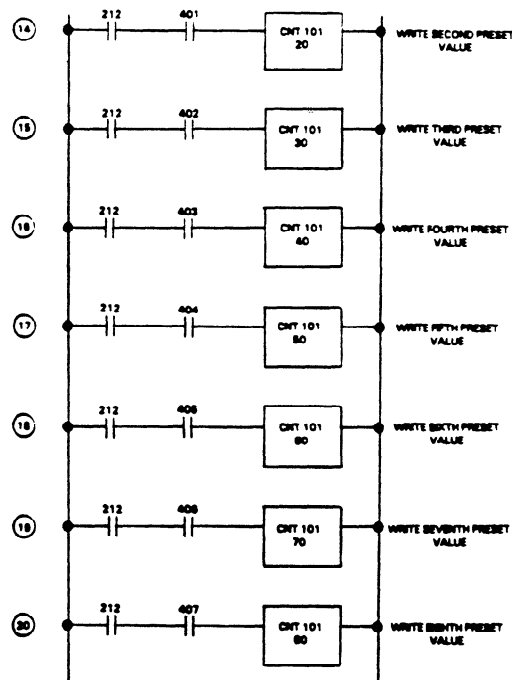 14
212 401
CNT 101
20
WRITE SECOND PRESET
VALUE
15
212 402
CNT 101
30
WRITE THIRD PRESET
VALUE
16
212 403
CNT 101
40
WRITE FOURTH PRESET
VALUE
17
212 404
CNT 101
50
WRITE FIFTH PRESET
VALUE
18
212 405
CNT 101
60
WRITE SIXTH PRESET
VALUE
19
212 406
CNT 101
70
WRITE SEVENTH PRESET
VALUE
20
212 407
CNT 101
80
WRITE EIGHTH PRESET
VALUE